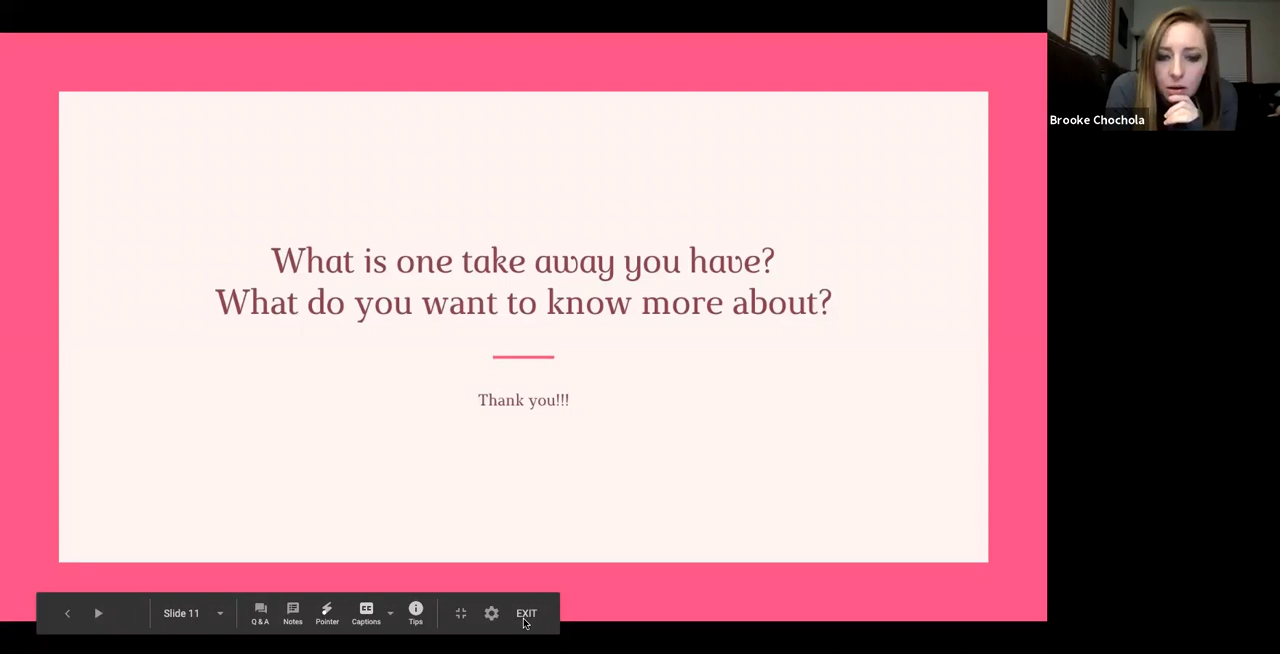 What is one take away you have?
What do you want to know more about?
Thank you!!!
Brooke Chochola
Slide 11
Q & A
Notes
Pointer
Captions
Tips
EXIT
CC